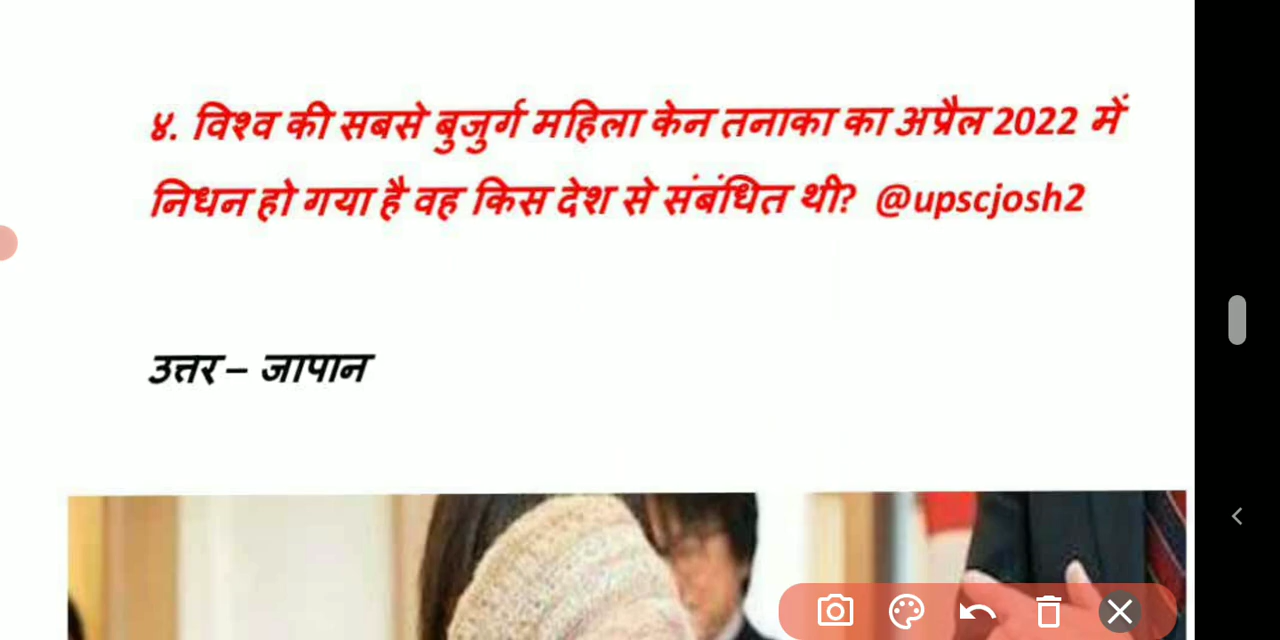 ४. विश्व की सबसे बुजुर्ग महिला केन तनाका का अप्रैल 2022 में
निधन हो गया है वह किस देश से संबंधित थी? @upscjosh2
उत्तर – जापान